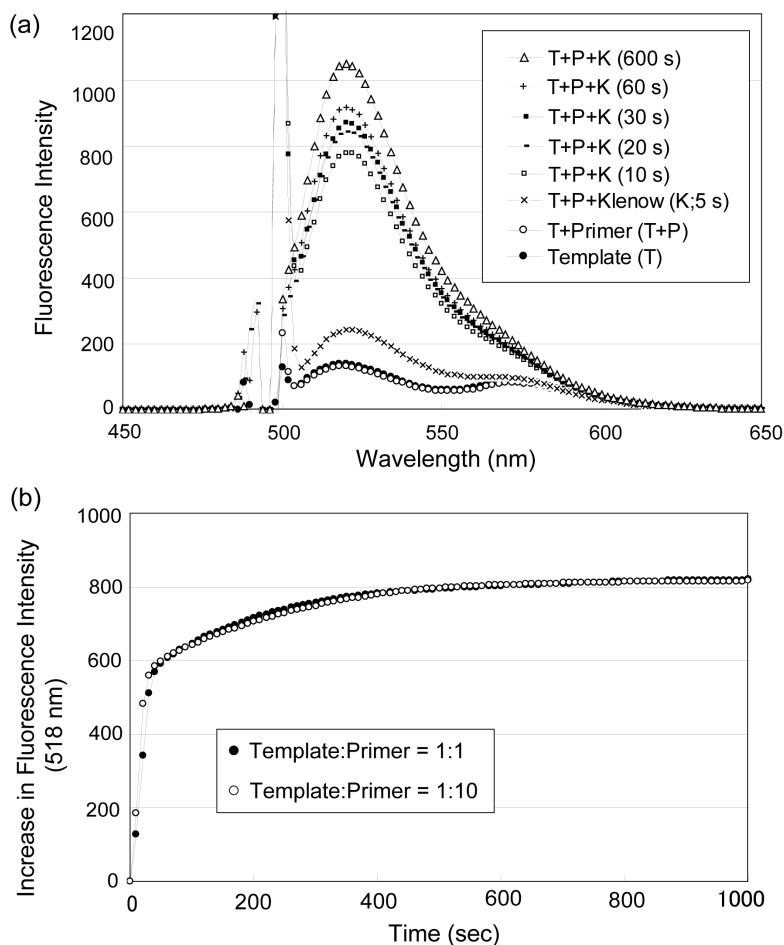 (a)
1200
1000
800
600
400
200
0
Fluorescence Intensity
T+P+K (600 s)
T+P+K (60 s)
T+P+K (30 s)
T+P+K (20 s)
T+P+K (10 s)
T+P+Klenow (K;5 s)
T+Primer (T+P)
Template (T)
450 500 550 600 650
Wavelength (nm)
(b)
1000
800
600
400
200
0
Increase in Fluorescence Intensity
(518 nm)
Template:Primer = 1:1
Template:Primer = 1:10
0 200 400 600 800 1000
Time (sec)